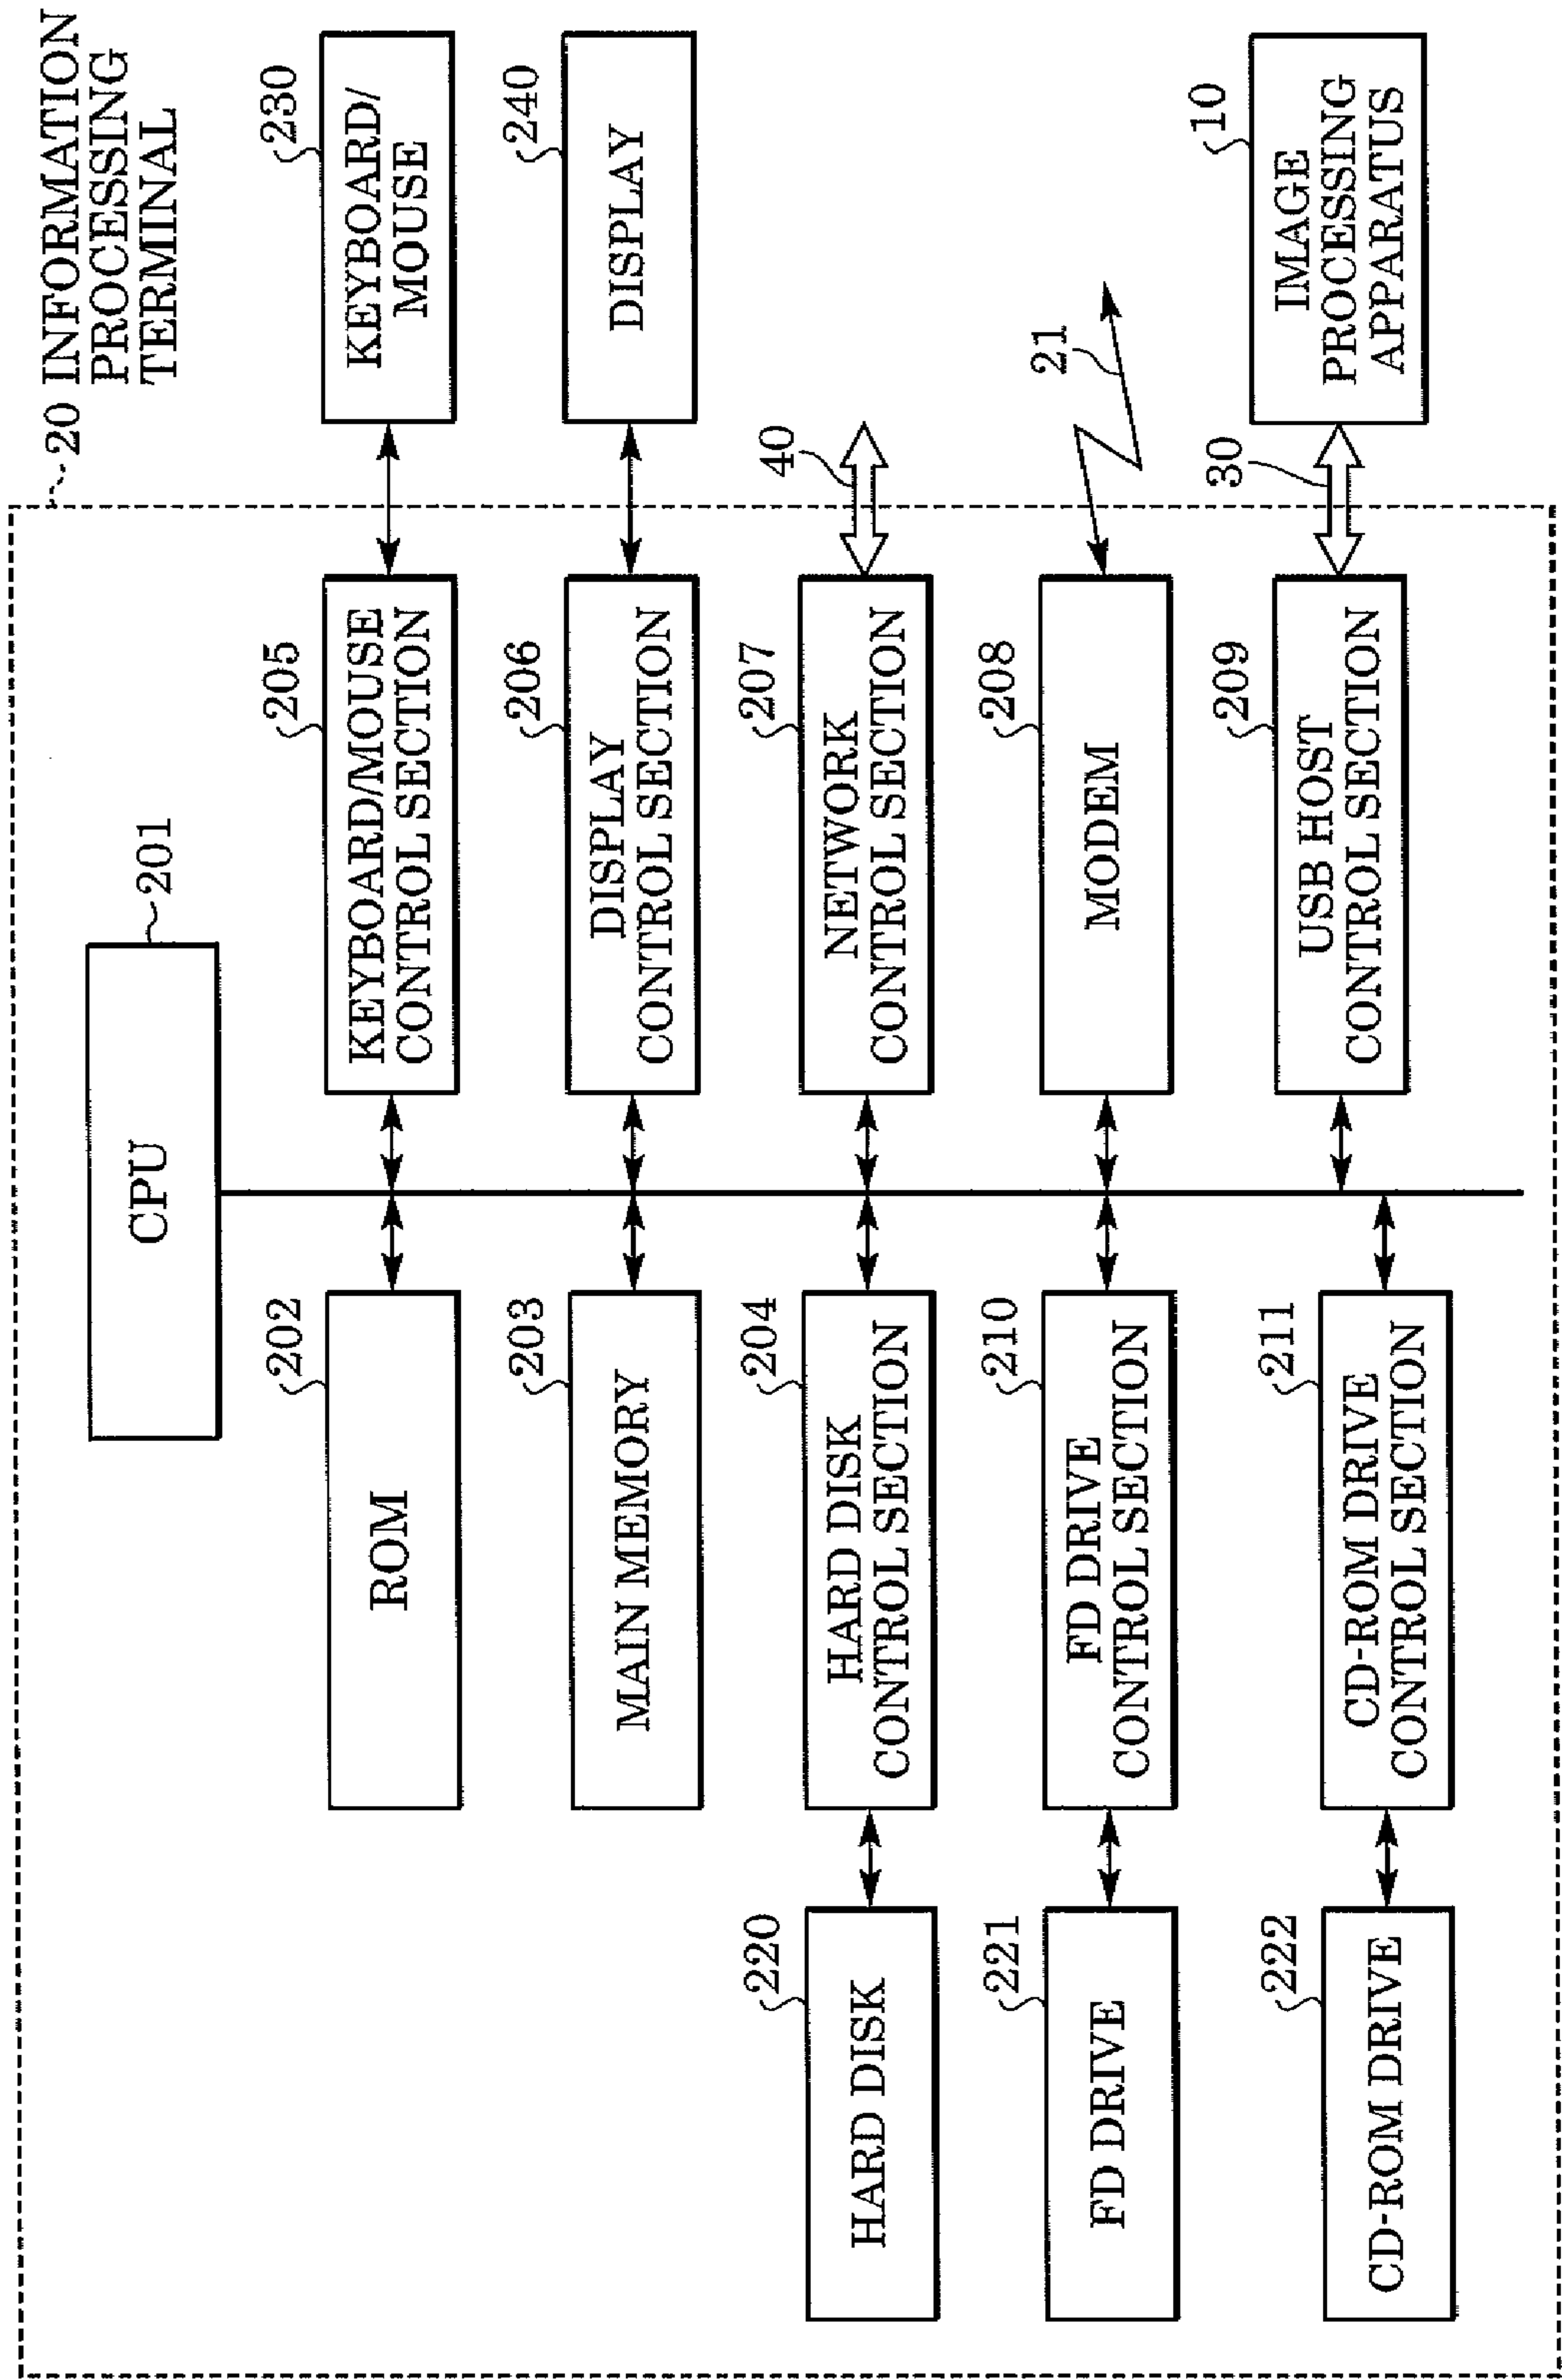 20 INFORMATION
PROCESSING
TERMINAL
CPU
201
ROM
202
KEYBOARD/MOUSE
CONTROL SECTION
205
KEYBOARD/
MOUSE
230
MAIN MEMORY
203
DISPLAY
CONTROL SECTION
206
DISPLAY
240
HARD DISK
220
HARD DISK
CONTROL SECTION
204
NETWORK
CONTROL SECTION
207
40
FD DRIVE
221
FD DRIVE
CONTROL SECTION
210
MODEM
208
21
CD-ROM DRIVE
222
CD-ROM DRIVE
CONTROL SECTION
211
USB HOST
CONTROL SECTION
209
30
IMAGE
PROCESSING
APPARATUS
10